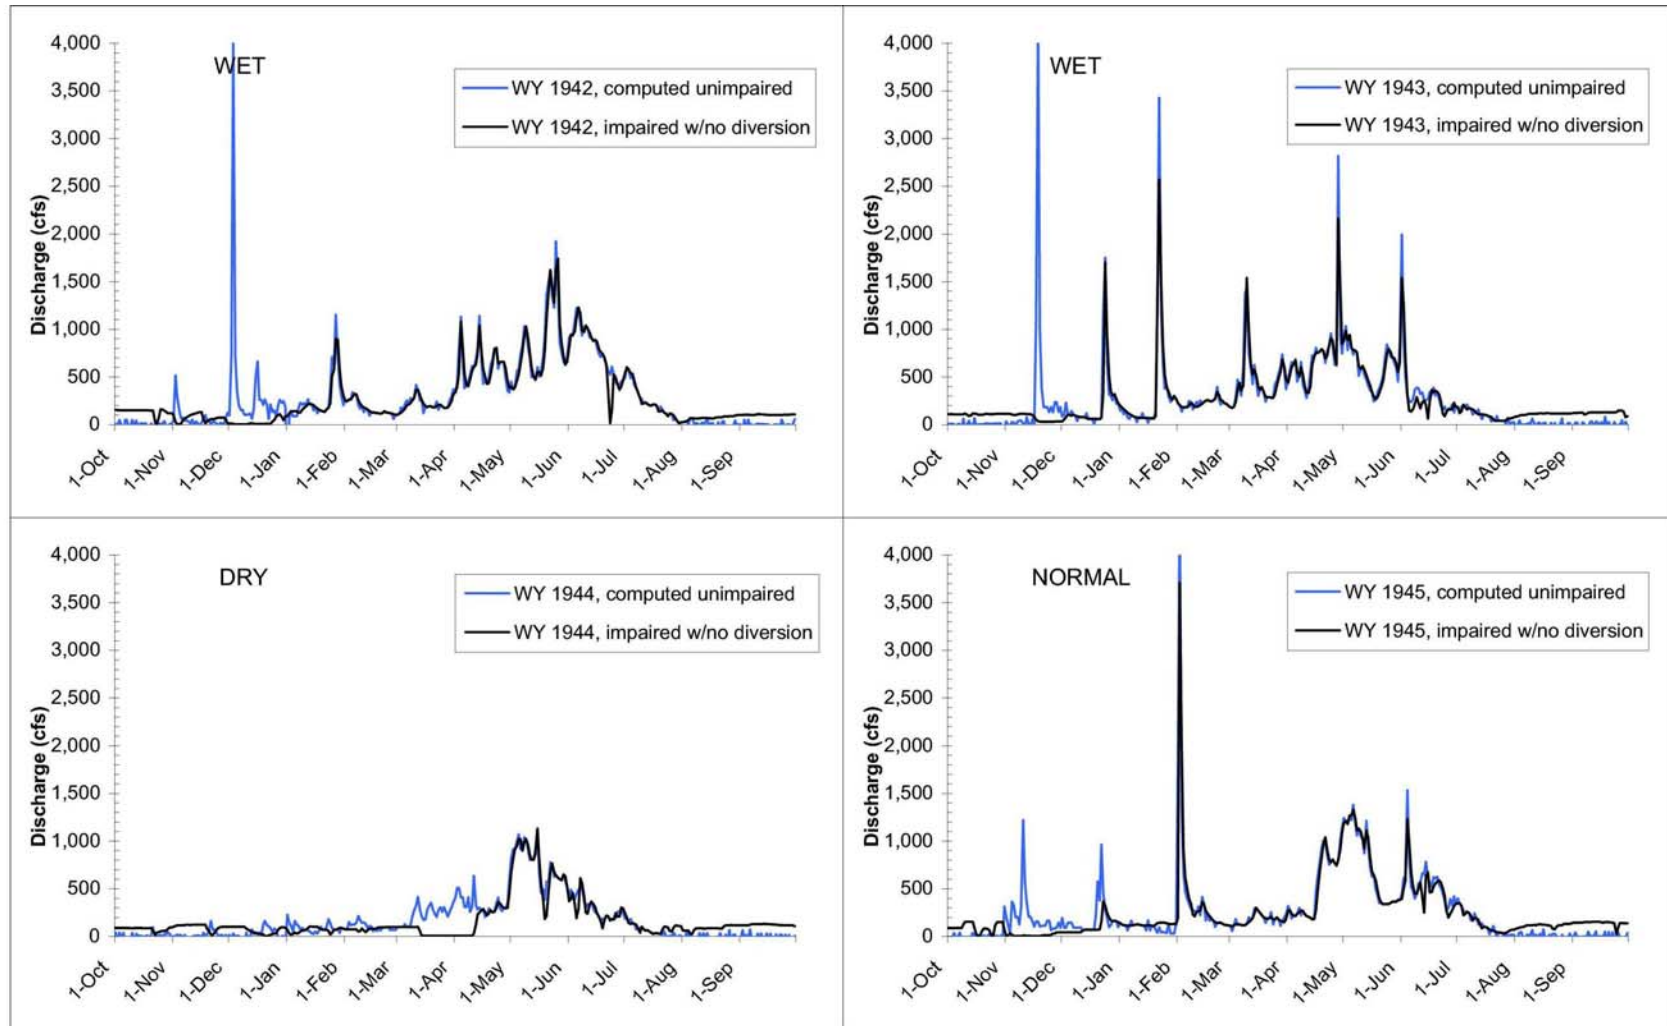 WET
WY 1942, computed unimpaired
WY 1942, impaired w/no diversion
Discharge (cfs)
4,000
3,500
3,000
2,500
2,000
1,500
1,000
500
0
1-Oct
1-Nov
1-Dec
1-Jan
1-Feb
1-Mar
1-Apr
1-May
1-Jun
1-Jul
1-Aug
1-Sep
WET
WY 1943, computed unimpaired
WY 1943, impaired w/no diversion
Discharge (cfs)
4,000
3,500
3,000
2,500
2,000
1,500
1,000
500
0
1-Oct
1-Nov
1-Dec
1-Jan
1-Feb
1-Mar
1-Apr
1-May
1-Jun
1-Jul
1-Aug
1-Sep
DRY
WY 1944, computed unimpaired
WY 1944, impaired w/no diversion
Discharge (cfs)
4,000
3,500
3,000
2,500
2,000
1,500
1,000
500
0
1-Oct
1-Nov
1-Dec
1-Jan
1-Feb
1-Mar
1-Apr
1-May
1-Jun
1-Jul
1-Aug
1-Sep
NORMAL
WY 1945, computed unimpaired
WY 1945, impaired w/no diversion
Discharge (cfs)
4,000
3,500
3,000
2,500
2,000
1,500
1,000
500
0
1-Oct
1-Nov
1-Dec
1-Jan
1-Feb
1-Mar
1-Apr
1-May
1-Jun
1-Jul
1-Aug
1-Sep